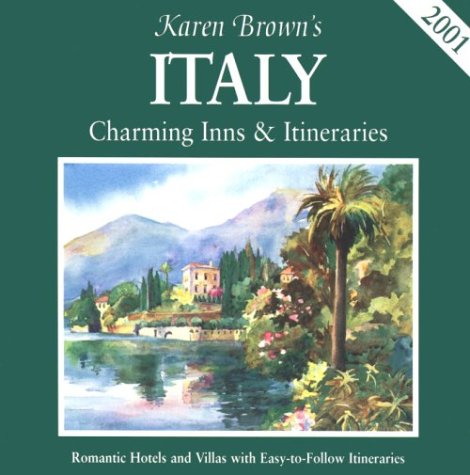 Karen Brown's
2001
ITALY
Charming Inns & Itineraries
Romantic Hotels and Villas with Easy-to-Follow Itineraries